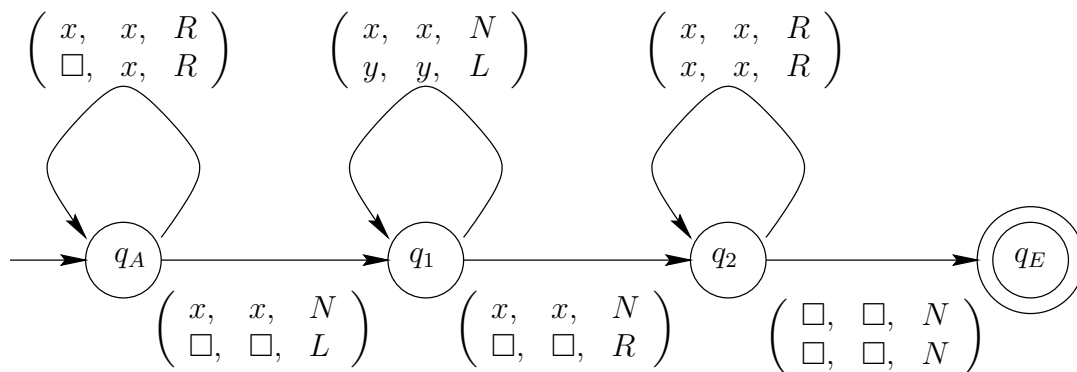 x, x, R
□, x, R
x, x, N
y, y, L
x, x, R
x, x, R
q_A
q_1
q_2
q_E
x, x, N
□, □, L
x, x, N
□, □, R
□, □, N
□, □, N